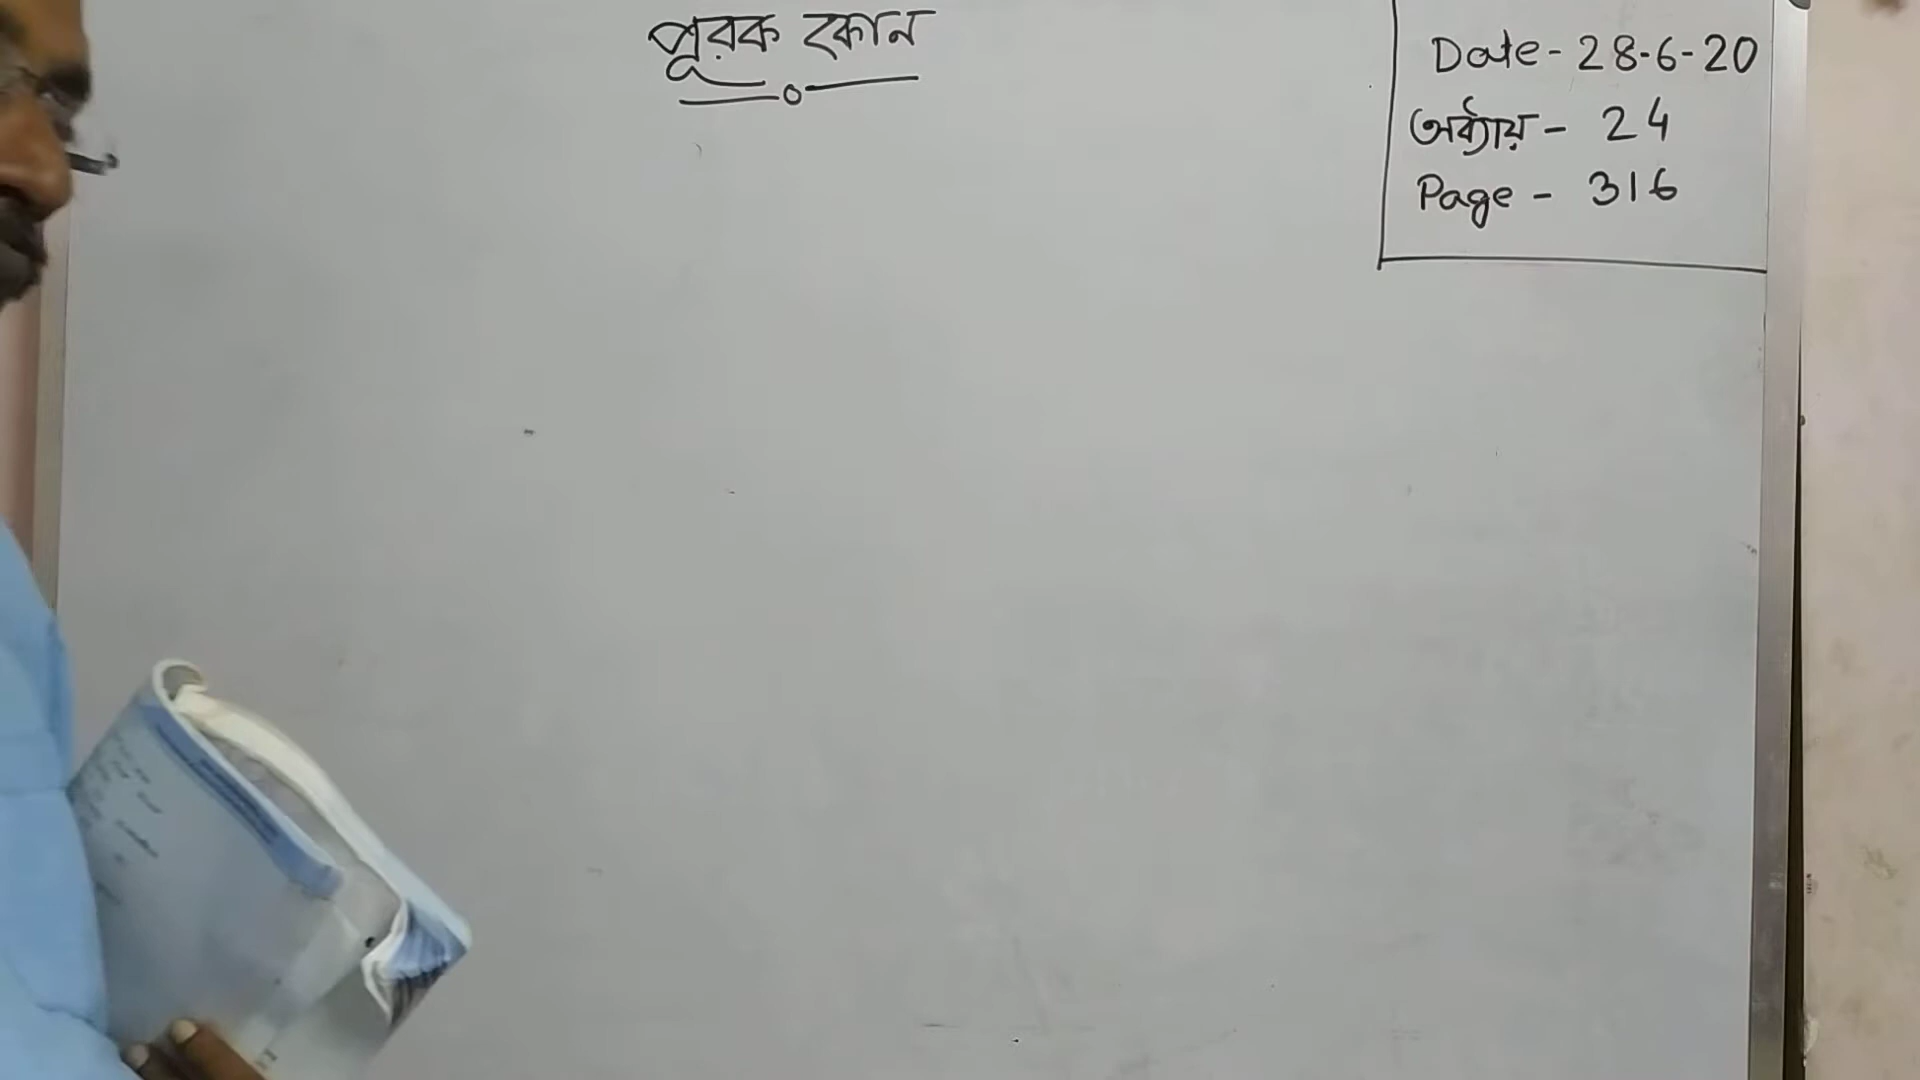 পূরক কোন
Date - 28-6-20
অধ্যায় - 24
Page - 316